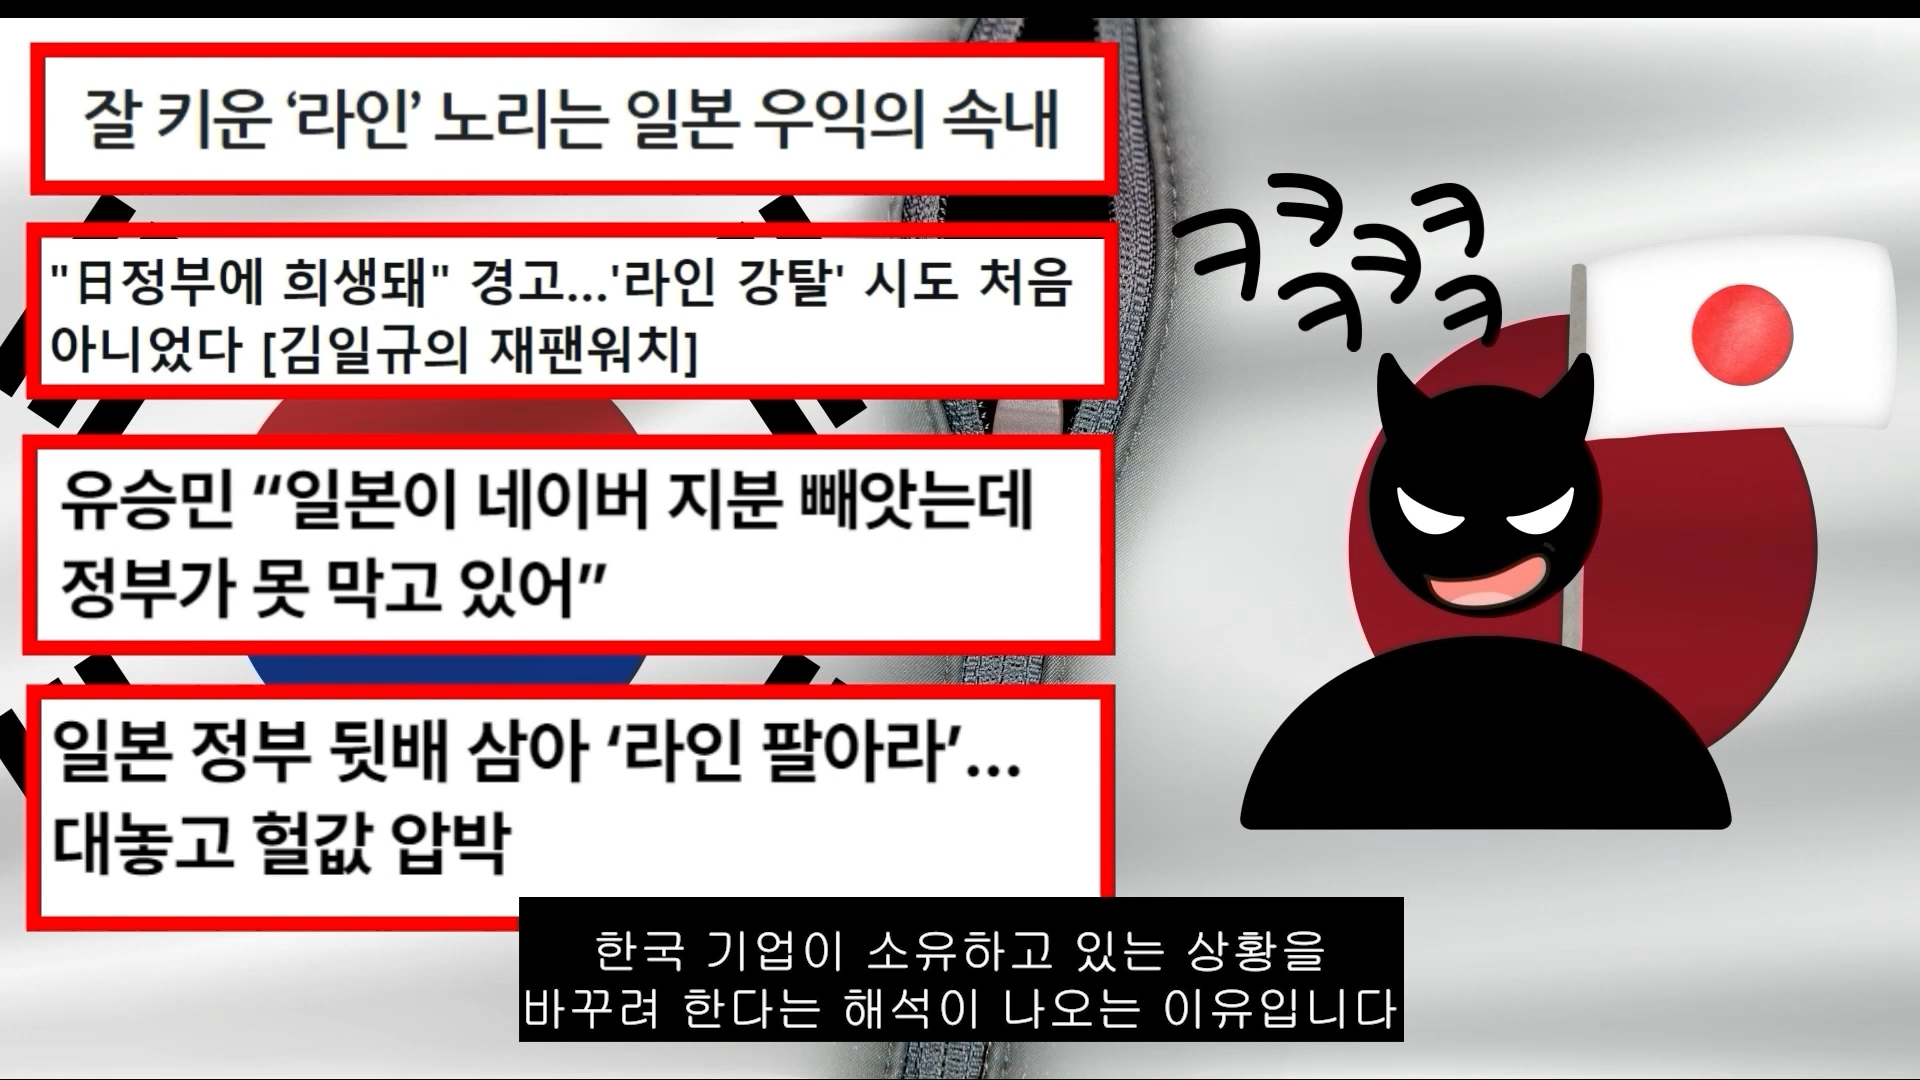 잘 키운 ‘라인’ 노리는 일본 우익의 속내
"日정부에 희생돼" 경고...'라인 강탈' 시도 처음
아니었다 [김일규의 재팬워치]
유승민 “일본이 네이버 지분 빼앗는데
정부가 못 막고 있어”
일본 정부 뒷배 삼아 ‘라인 팔아라’…
대놓고 헐값 압박
ㅋㅋㅋ
ㅋㅋㅋ
한국 기업이 소유하고 있는 상황을
바꾸려 한다는 해석이 나오는 이유입니다